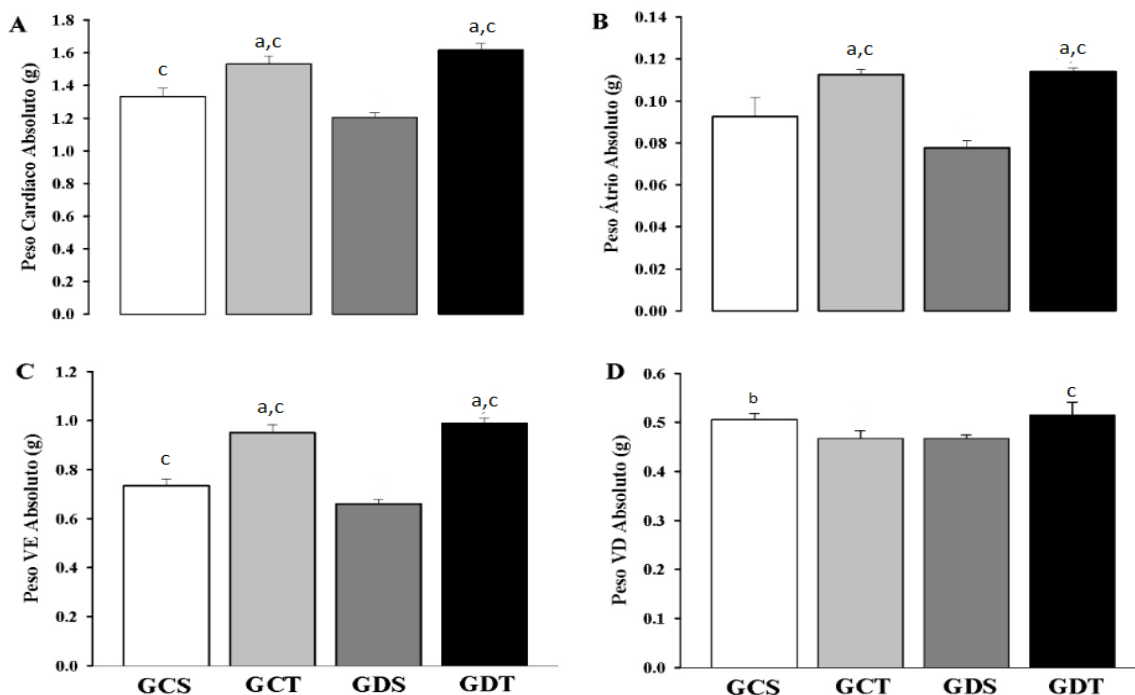 A
Peso Cardíaco Absoluto (g)
1.8
1.6
1.4
1.2
1.0
0.8
0.6
0.4
0.2
0.0
c
a,c
a,c
B
Peso Átrio Absoluto (g)
0.14
0.12
0.10
0.08
0.06
0.04
0.02
0.00
a,c
a,c
C
Peso VE Absoluto (g)
1.2
1.0
0.8
0.6
0.4
0.2
0.0
c
a,c
a,c
GCS GCT GDS GDT
D
Peso VD Absoluto (g)
0.6
0.5
0.4
0.3
0.2
0.1
0.0
b
c
GCS GCT GDS GDT